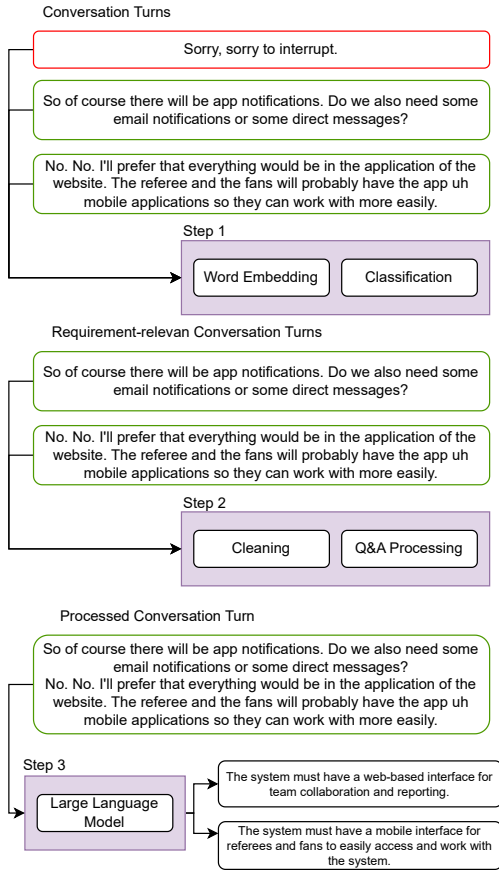 Conversation Turns
Sorry, sorry to interrupt.
So of course there will be app notifications. Do we also need some
email notifications or some direct messages?
No. No. I'll prefer that everything would be in the application of the
website. The referee and the fans will probably have the app uh
mobile applications so they can work with more easily.
Step 1
Word Embedding
Classification
Requirement-relevan Conversation Turns
So of course there will be app notifications. Do we also need some
email notifications or some direct messages?
No. No. I'll prefer that everything would be in the application of the
website. The referee and the fans will probably have the app uh
mobile applications so they can work with more easily.
Step 2
Cleaning
Q&A Processing
Processed Conversation Turn
So of course there will be app notifications. Do we also need some
email notifications or some direct messages?
No. No. I'll prefer that everything would be in the application of the
website. The referee and the fans will probably have the app uh
mobile applications so they can work with more easily.
Step 3
Large Language
Model
The system must have a web-based interface for
team collaboration and reporting.
The system must have a mobile interface for
referees and fans to easily access and work with
the system.